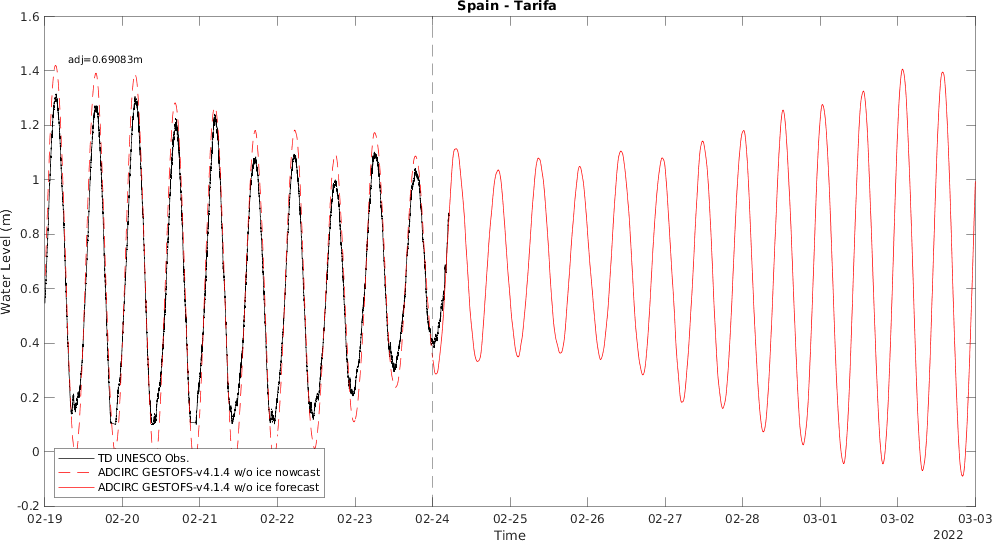 Spain - Tarifa
adj=0.69083m
1.6
1.4
1.2
1
0.8
0.6
0.4
0.2
0
-0.2
Water Level (m)
TD UNESCO Obs.
ADCIRC GESTOFS-v4.1.4 w/o ice nowcast
ADCIRC GESTOFS-v4.1.4 w/o ice forecast
02-19 02-20 02-21 02-22 02-23 02-24 02-25 02-26 02-27 02-28 03-01 03-02 03-03
Time
2022